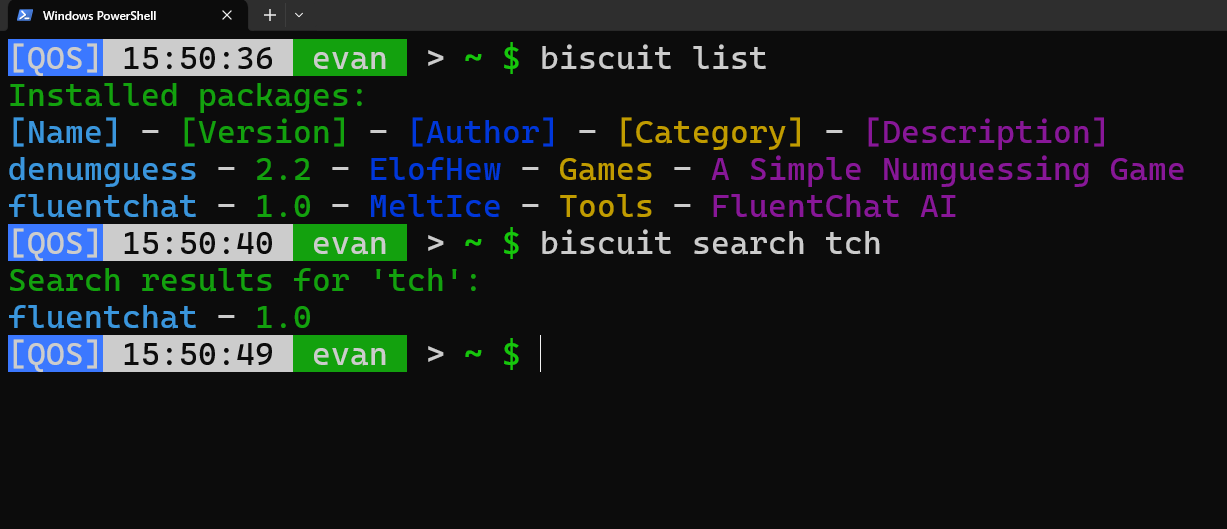 Windows PowerShell
[QOS] 15:50:36 evan > ~ $ biscuit list
Installed packages:
[Name] - [Version] - [Author] - [Category] - [Description]
denumguess - 2.2 - ElofHew - Games - A Simple Numguessing Game
fluentchat - 1.0 - MeltIce - Tools - FluentChat AI
[QOS] 15:50:40 evan > ~ $ biscuit search tch
Search results for 'tch':
fluentchat - 1.0
[QOS] 15:50:49 evan > ~ $